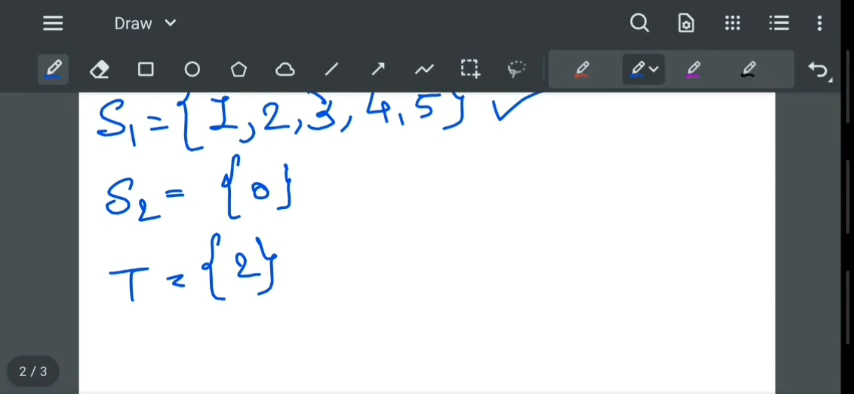 Draw
S₁ = {1, 2, 3, 4, 5} ✓
S₂ = {0}
T = {2}
2 / 3